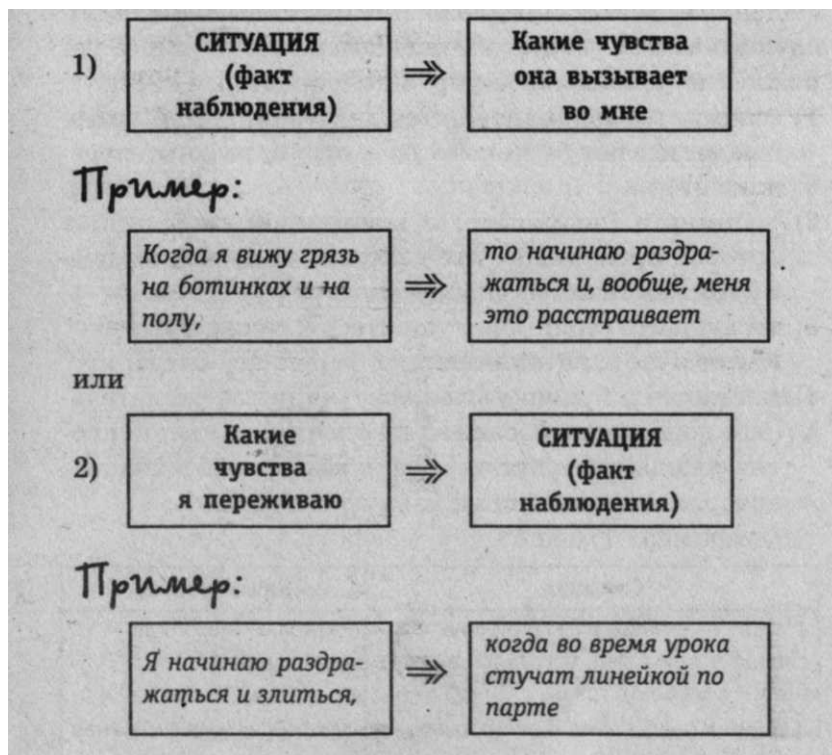 СИТУАЦИЯ
(факт
наблюдения)
1)
Какие чувства
она вызывает
во мне
Пример:
Когда я вижу грязь
на ботинках и на
полу,
то начинаю раздра-
жаться и, вообще, меня
это расстраивает
или
2)
Какие
чувства
я переживаю
СИТУАЦИЯ
(факт
наблюдения)
Пример:
Я начинаю раздра-
жаться и злиться,
когда во время урока
стучат линейкой по
парте